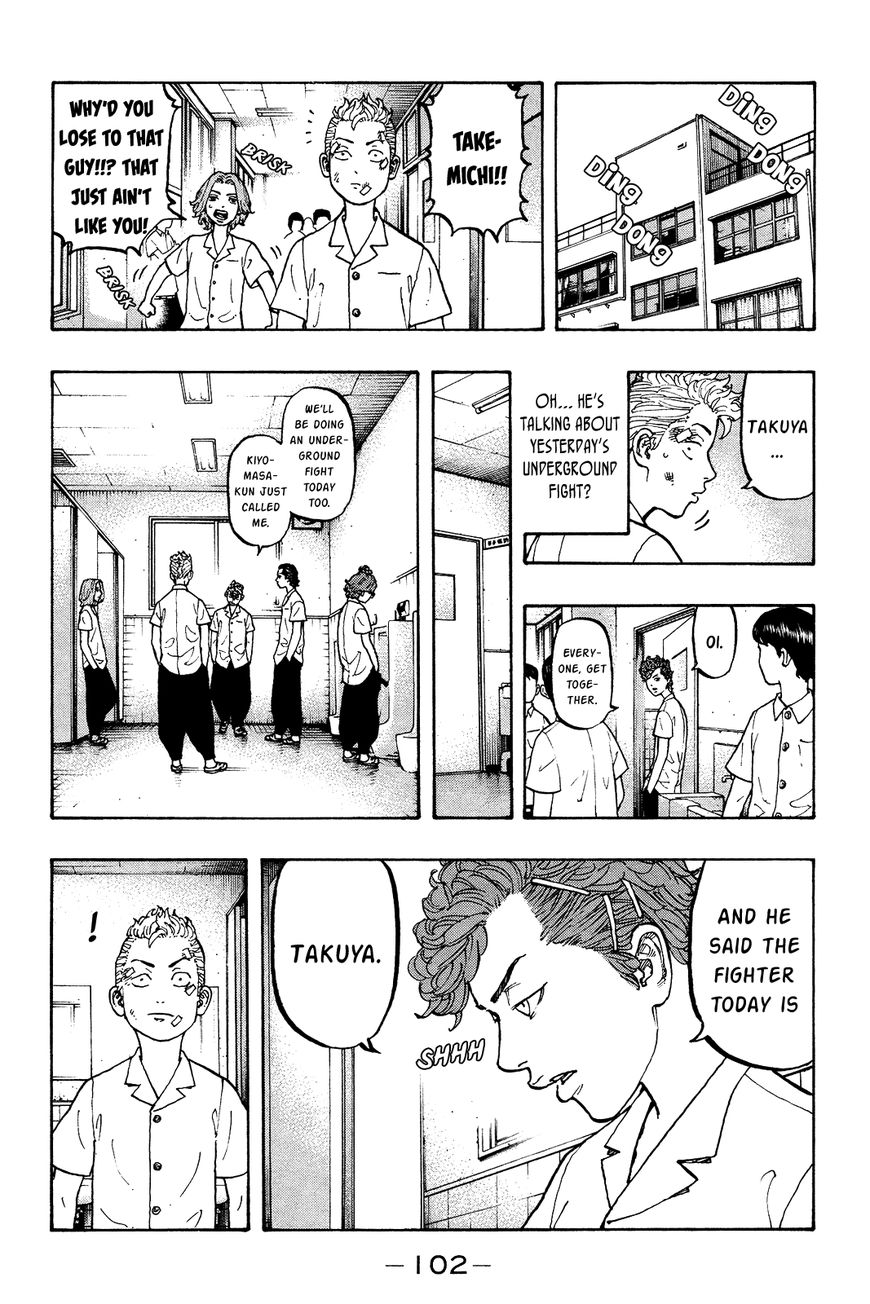 DING
DONG
DING
DONG
TAKE-
MICHI!!
BRISK
WHY'D YOU
LOSE TO THAT
GUY!!? THAT
JUST AIN'T
LIKE YOU!
BRISK
TAKUYA
...
OH... HE'S
TALKING ABOUT
YESTERDAY'S
UNDERGROUND
FIGHT?
OI.
EVERY-
ONE, GET
TOGE-
THER.
WE'LL
BE DOING
AN UNDER-
GROUND
FIGHT
TODAY
TOO.
KIYO-
MASA-
KUN JUST
CALLED
ME.
AND HE
SAID THE
FIGHTER
TODAY IS
TAKUYA.
SHHH
!
—102—